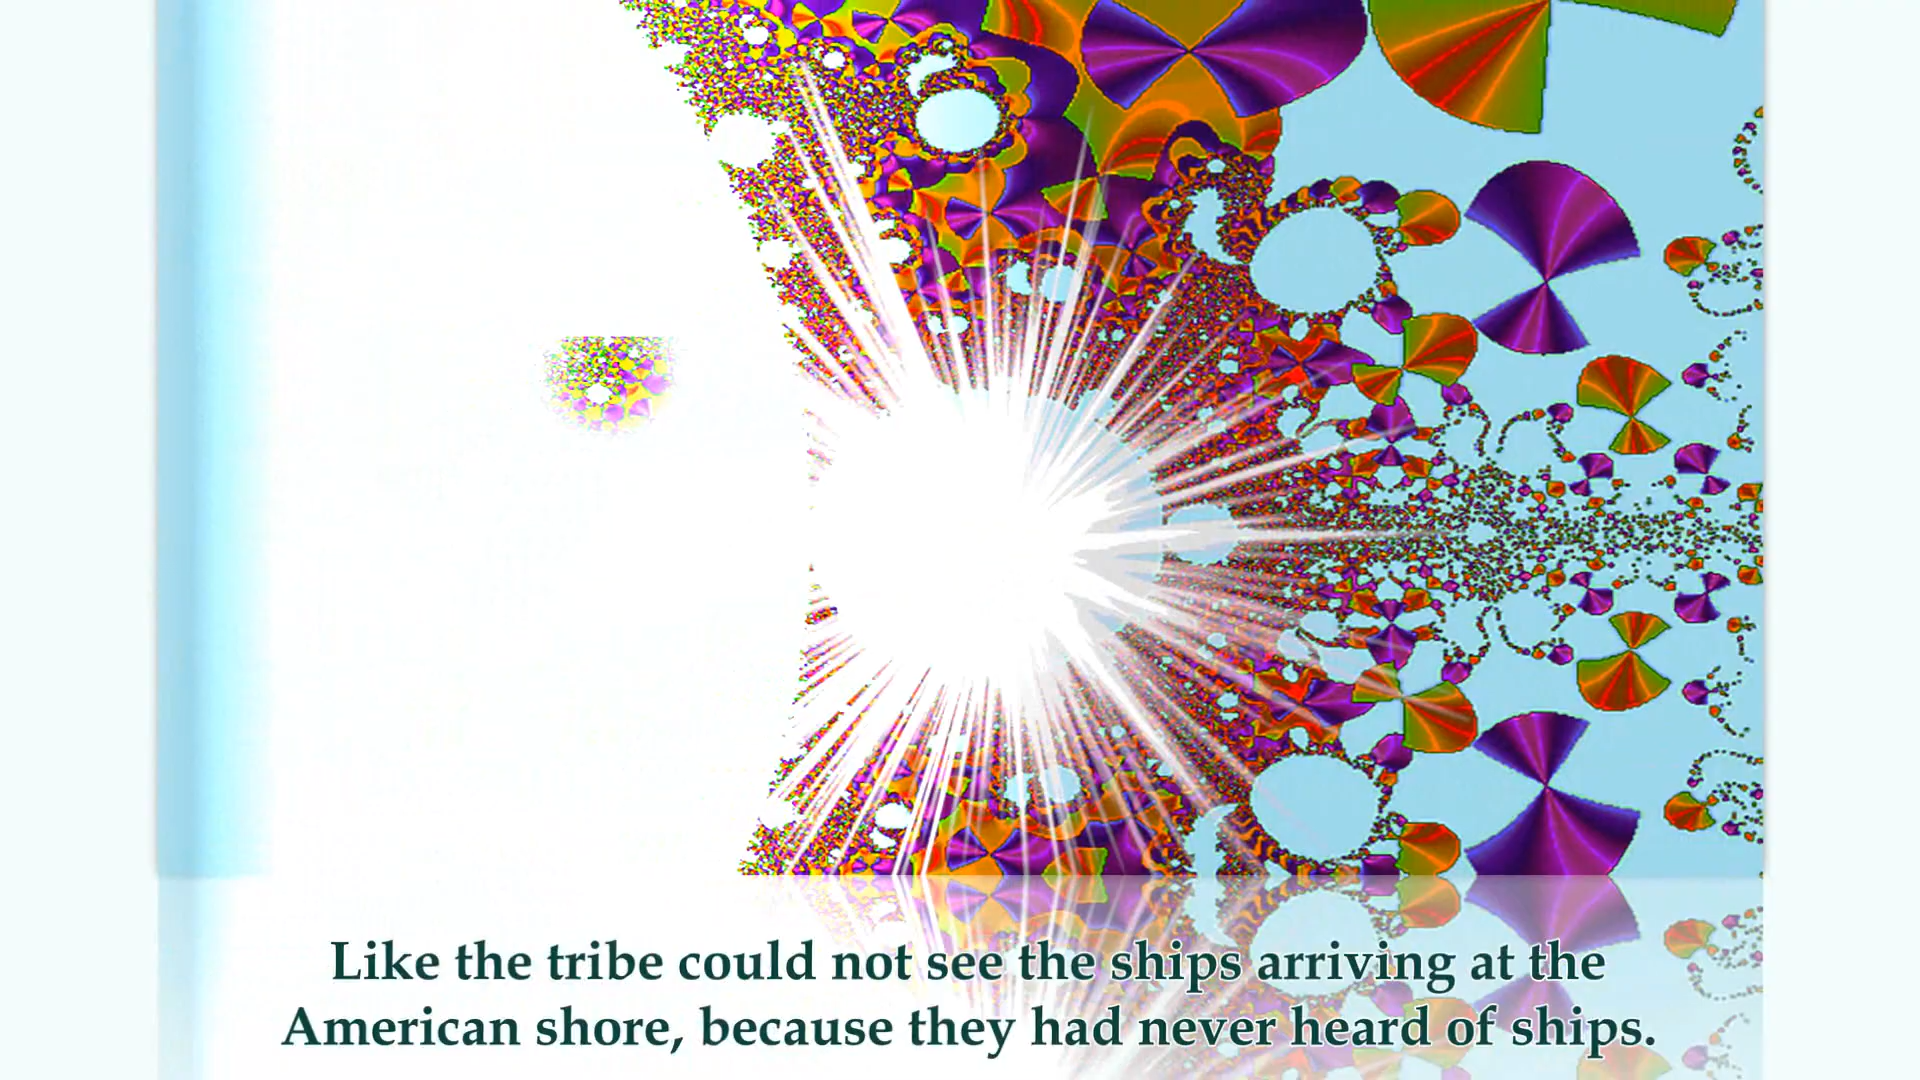 Like the tribe could not see the ships arriving at the
American shore, because they had never heard of ships.